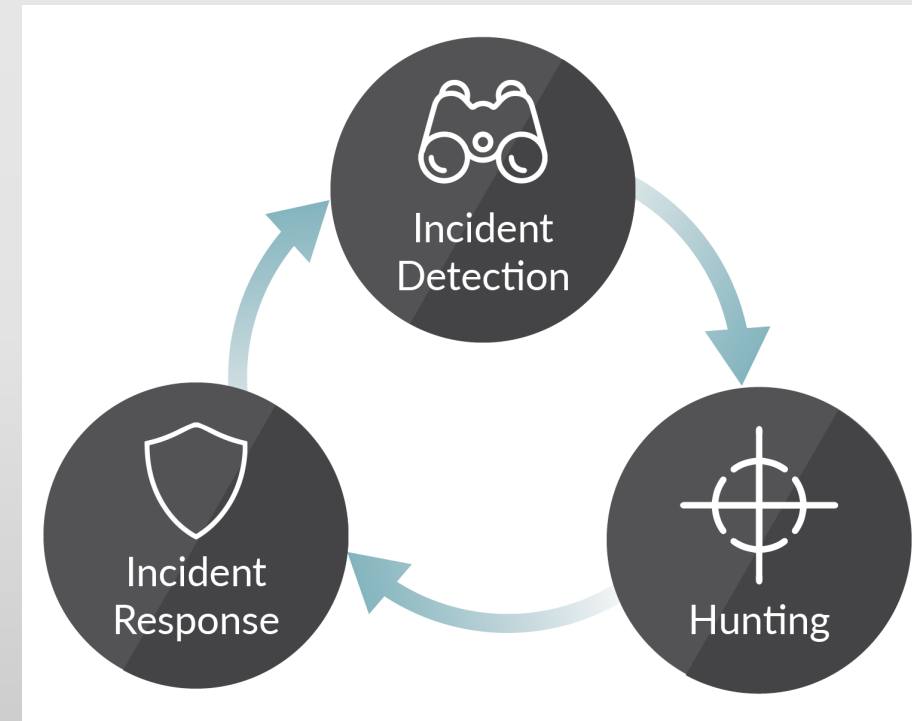 Incident
Detection
Incident
Response
Hunting